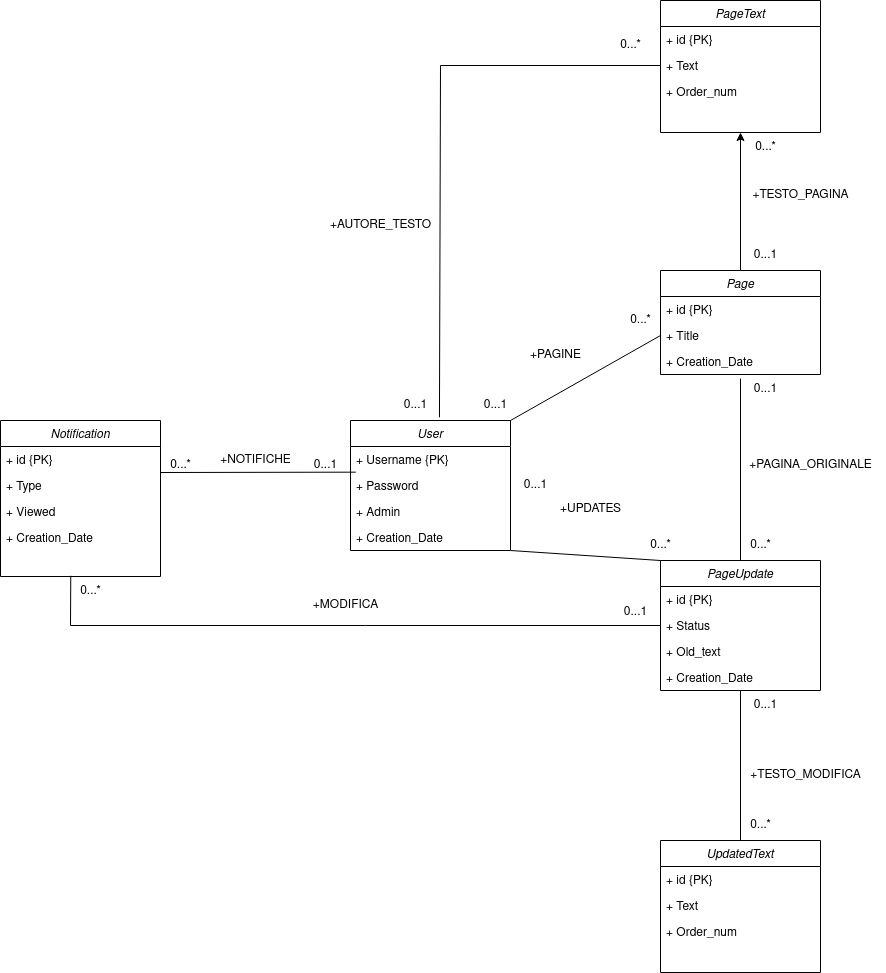 PageText
+ id {PK}
+ Text
+ Order_num
0...*
0...*
+TESTO_PAGINA
+AUTORE_TESTO
0...1
Page
+ id {PK}
+ Title
+ Creation_Date
0...*
+PAGINE
0...1
0...1
0...1
Notification
+ id {PK}
+ Type
+ Viewed
+ Creation_Date
0...*
+NOTIFICHE
0...1
User
+ Username {PK}
+ Password
+ Admin
+ Creation_Date
+PAGINA_ORIGINALE
0...1
+UPDATES
0...*
0...*
PageUpdate
+ id {PK}
+ Status
+ Old_text
+ Creation_Date
0...*
+MODIFICA
0...1
0...1
+TESTO_MODIFICA
0...*
UpdatedText
+ id {PK}
+ Text
+ Order_num